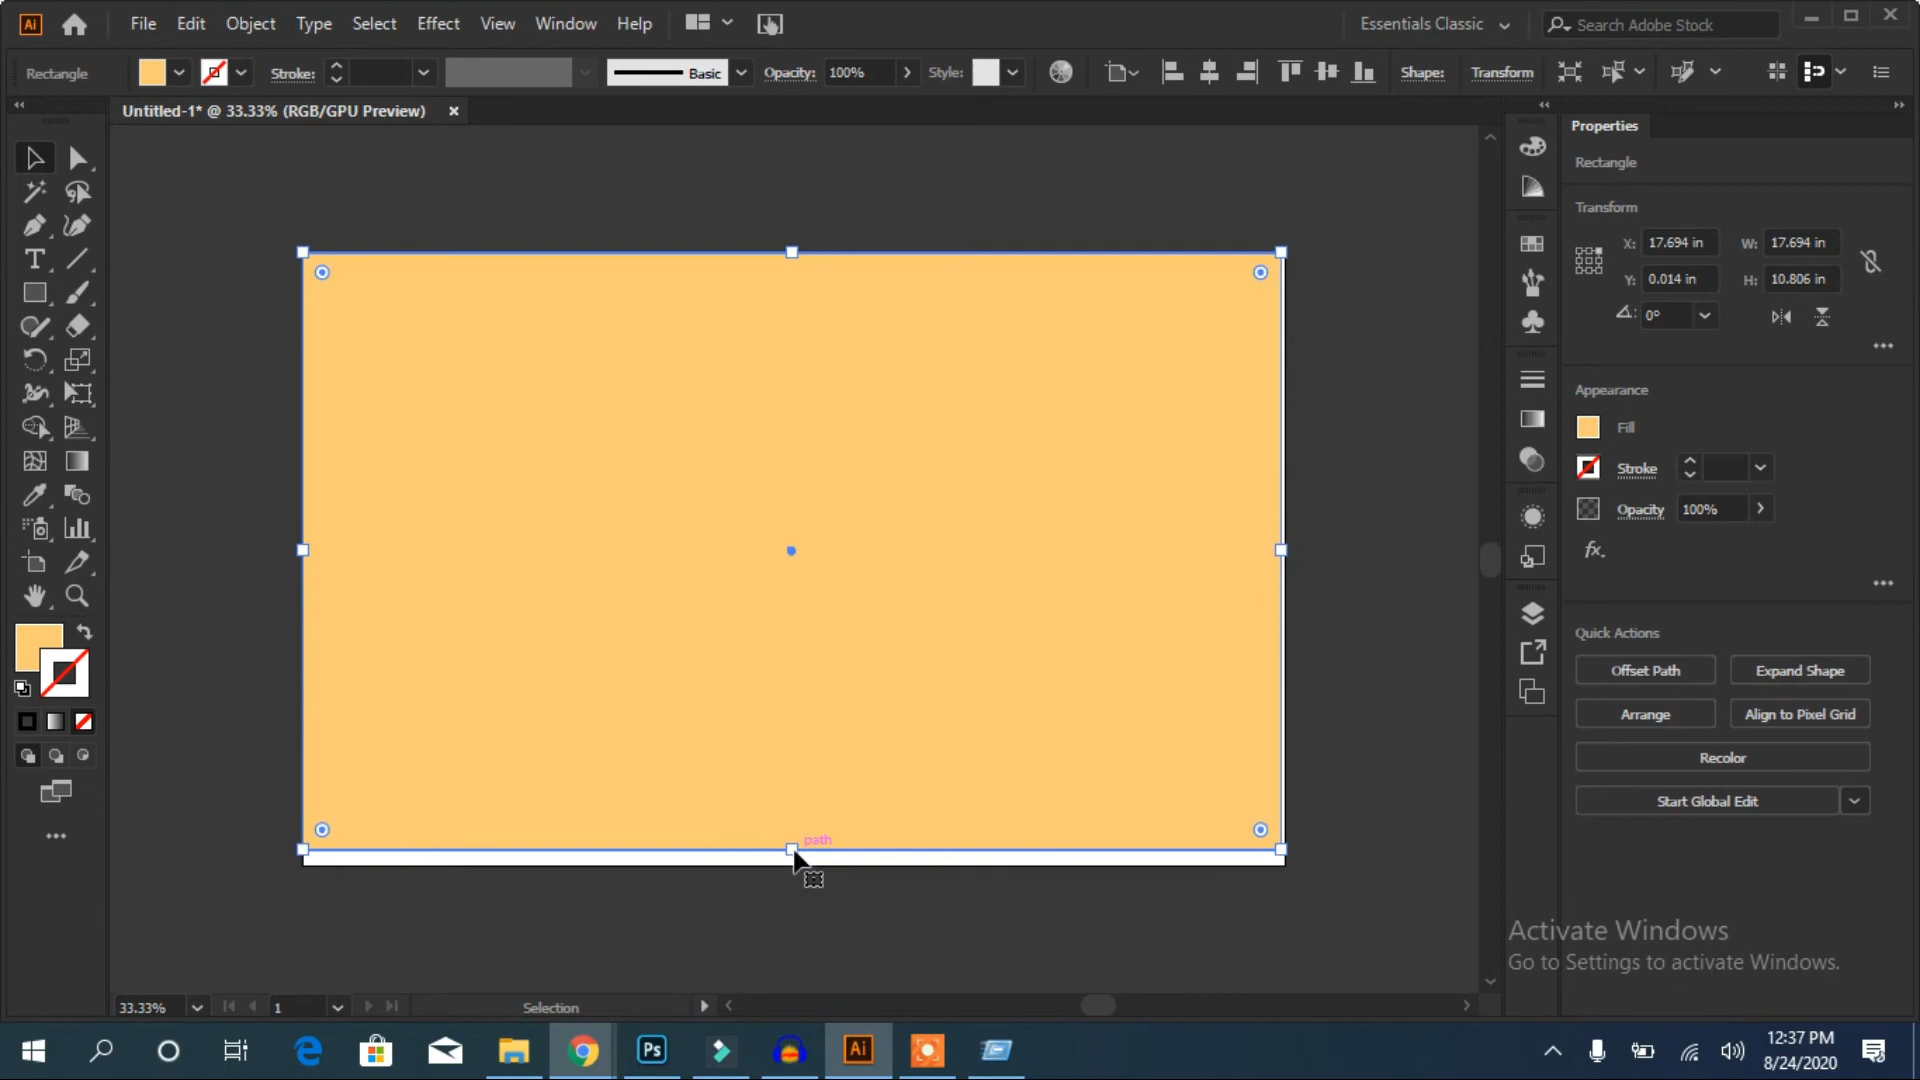 Ai File Edit Object Type Select Effect View Window Help Essentials Classic Search Adobe Stock
Rectangle Stroke: Basic Opacity: 100% Style: Shape: Transform
Untitled-1* @ 33.33% (RGB/GPU Preview)
Properties
Rectangle
Transform
X: 17.694 in W: 17.694 in
Y: 0.014 in H: 10.806 in
0°
Appearance
Fill
Stroke
Opacity 100%
fx.
Quick Actions
Offset Path Expand Shape
Arrange Align to Pixel Grid
Recolor
Start Global Edit
path
Activate Windows
Go to Settings to activate Windows.
33.33% 1 Selection
Ps Ai
12:37 PM
8/24/2020